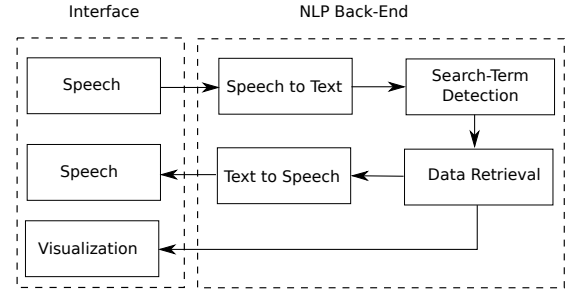 Interface
NLP Back-End
Speech
Speech to Text
Search-Term
Detection
Speech
Text to Speech
Data Retrieval
Visualization